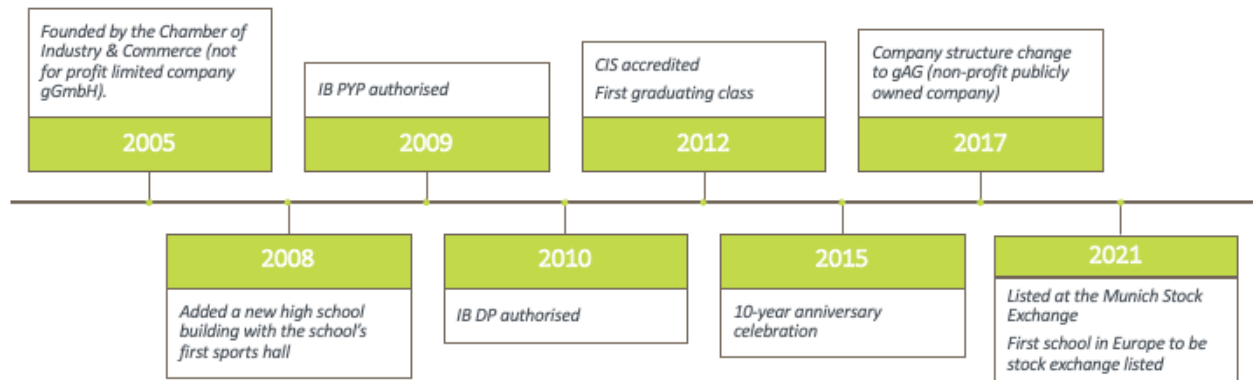 Founded by the Chamber of
Industry & Commerce (not
for profit limited company
gGmbH).
2005
2008
Added a new high school
building with the school's
first sports hall
IB PYP authorised
2009
2010
IB DP authorised
CIS accredited
First graduating class
2012
2015
10-year anniversary
celebration
Company structure change
to gAG (non-profit publicly
owned company)
2017
2021
Listed at the Munich Stock
Exchange
First school in Europe to be
stock exchange listed